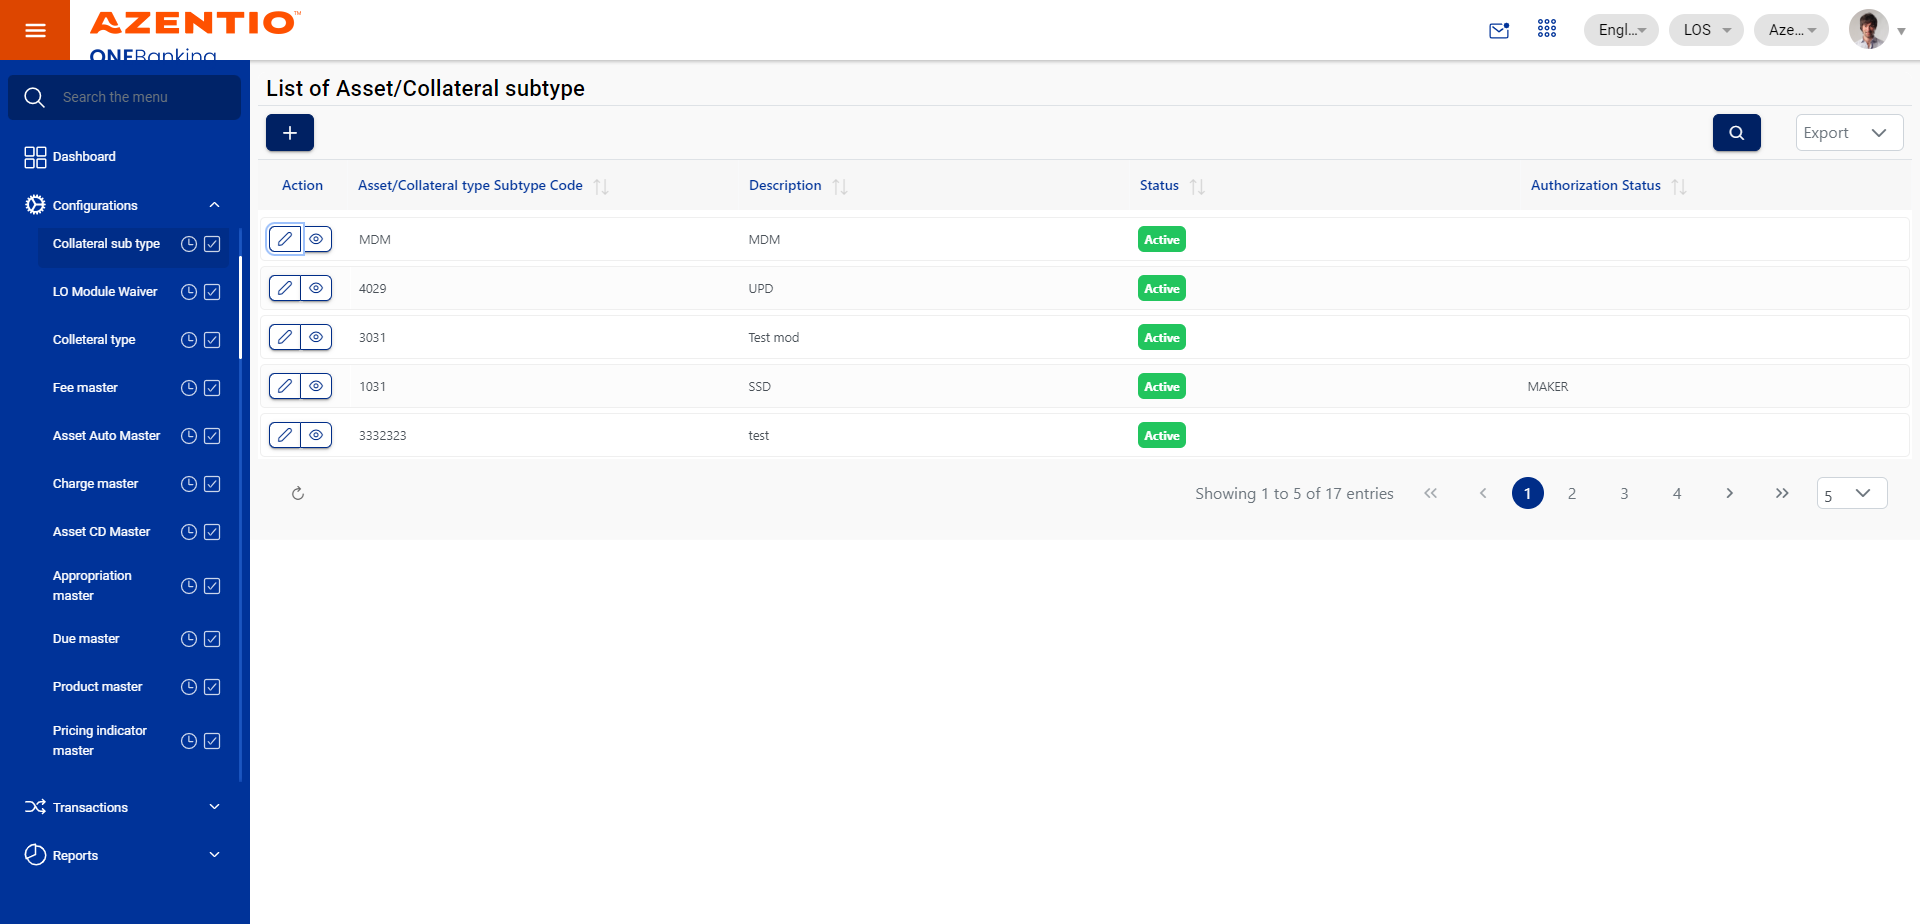 AZENTIO™
ONEBanking
Engl...
LOS
Aze...
Search the menu
Dashboard
Configurations
Collateral sub type
LO Module Waiver
Colleteral type
Fee master
Asset Auto Master
Charge master
Asset CD Master
Appropriation
master
Due master
Product master
Pricing indicator
master
Transactions
Reports
List of Asset/Collateral subtype
Export
Action Asset/Collateral type Subtype Code Description Status Authorization Status
MDM MDM Active
4029 UPD Active
3031 Test mod Active
1031 SSD Active MAKER
3332323 test Active
Showing 1 to 5 of 17 entries 1 2 3 4 5